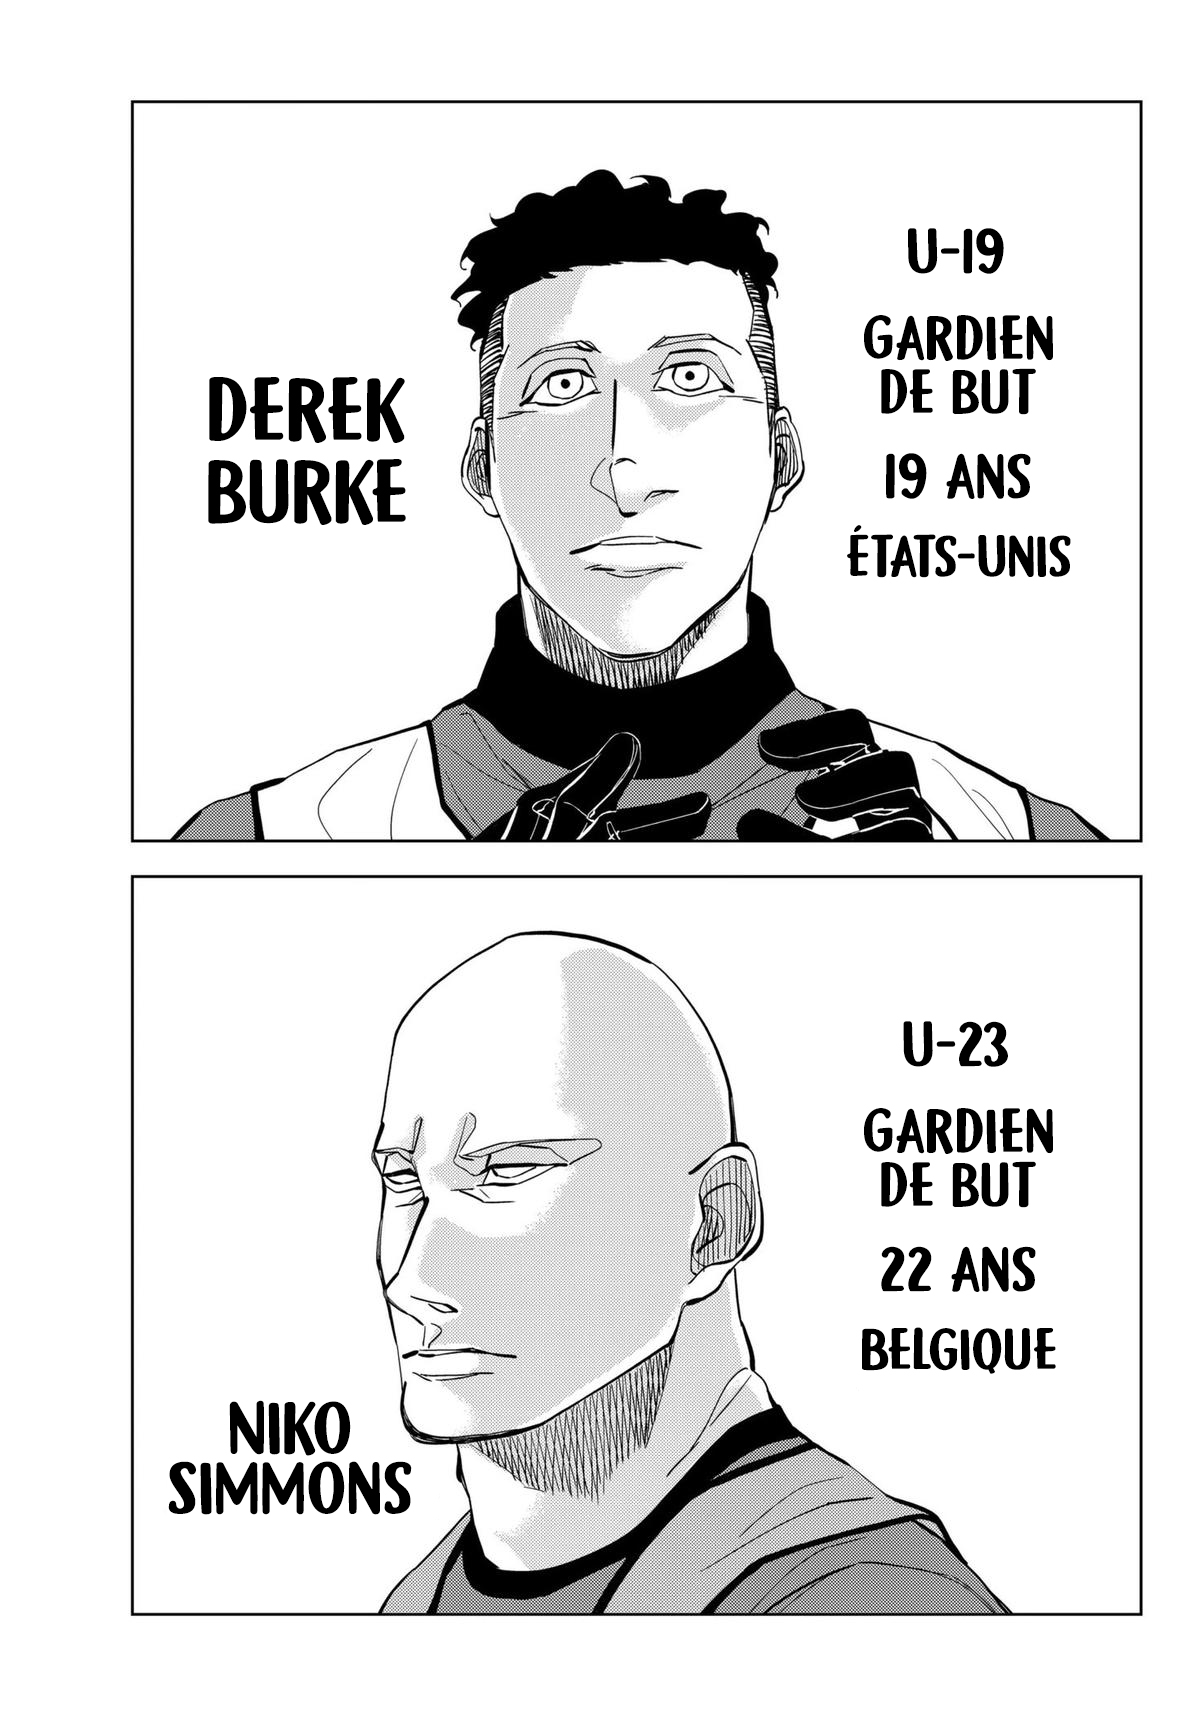 DEREK
BURKE
U-19
GARDIEN
DE BUT
19 ANS
ÉTATS-UNIS
NIKO
SIMMONS
U-23
GARDIEN
DE BUT
22 ANS
BELGIQUE